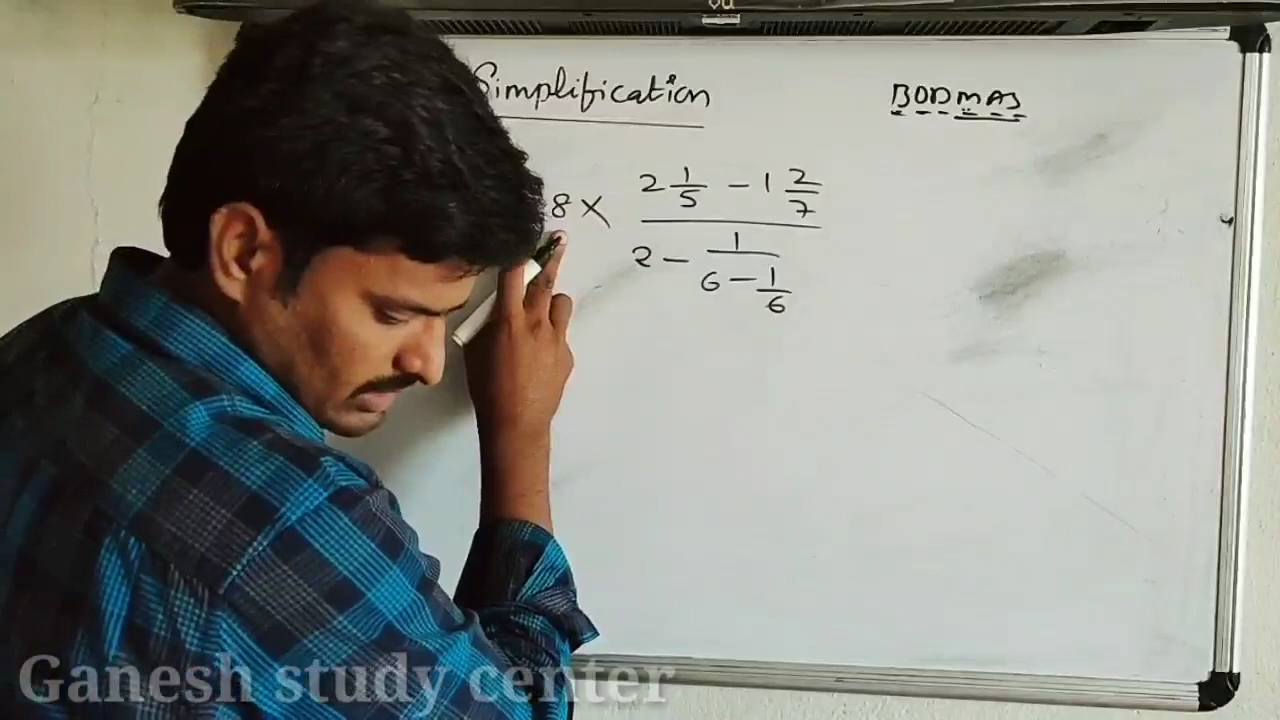 Simplification
BODMAS
8 × (2 1/5 − 1 2/7) / (2 − 1/(6 − 1/6))
Ganesh study center